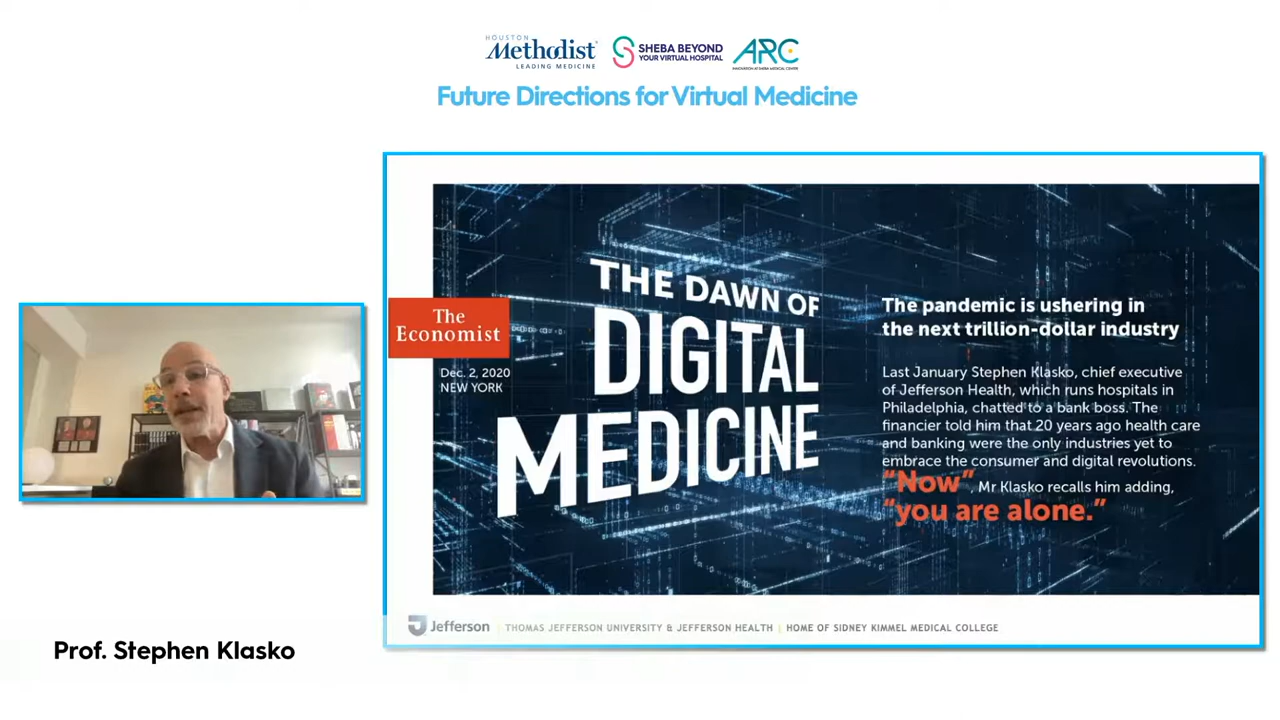 HOUSTON
Methodist
LEADING MEDICINE
SHEBA BEYOND
YOUR VIRTUAL HOSPITAL
ARC
INNOVATION AT SHEBA MEDICAL CENTER
Future Directions for Virtual Medicine
The
Economist
Dec. 2, 2020
NEW YORK
THE DAWN OF
DIGITAL
MEDICINE
The pandemic is ushering in
the next trillion-dollar industry
Last January Stephen Klasko, chief executive
of Jefferson Health, which runs hospitals in
Philadelphia, chatted to a bank boss. The
financier told him that 20 years ago health care
and banking were the only industries yet to
embrace the consumer and digital revolutions.
“Now”, Mr Klasko recalls him adding,
“you are alone.”
Jefferson | THOMAS JEFFERSON UNIVERSITY & JEFFERSON HEALTH | HOME OF SIDNEY KIMMEL MEDICAL COLLEGE
Prof. Stephen Klasko